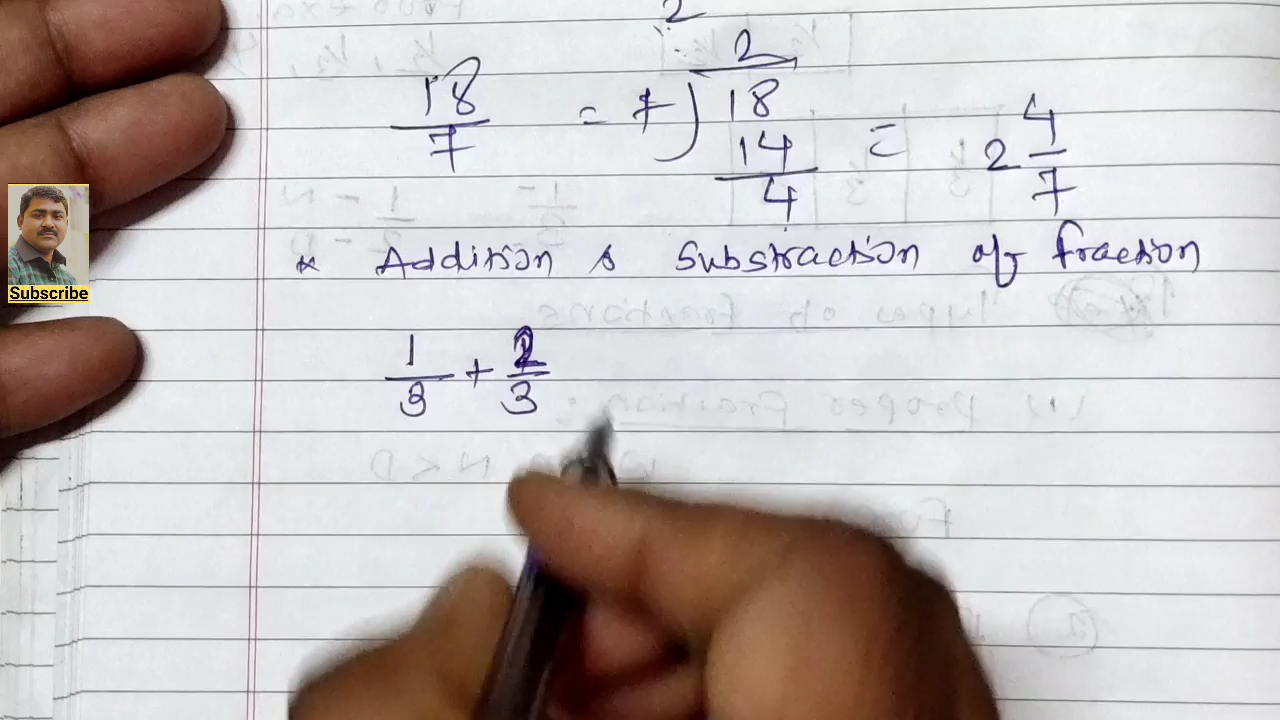 2
18/7 = 7)18 = 2 4/7
2
14
4
* Addition & Substraction of fraction
1/3 + 2/3
Subscribe